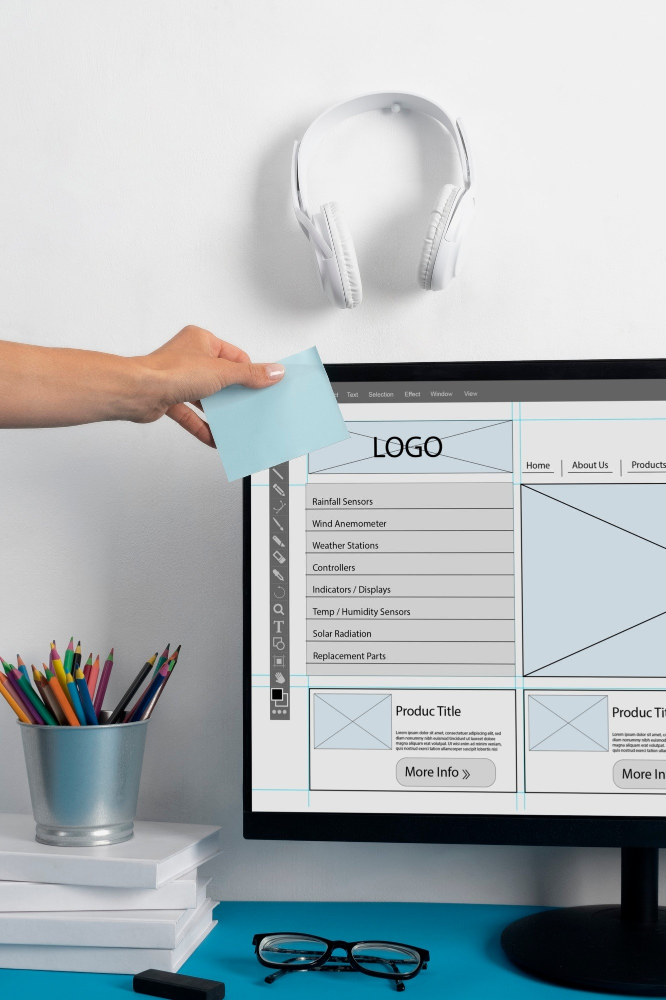 Text Selection Effect Window View
LOGO
Home About Us Products
Rainfall Sensors
Wind Anemometer
Weather Stations
Controllers
Indicators / Displays
Temp / Humidity Sensors
Solar Radiation
Replacement Parts
Produc Title
Lorem ipsum dolor sit amet, consectetuer adipiscing elit, sed
diam nonummy nibh euismod tincidunt ut laoreet dolore
magna aliquam erat volutpat. Ut wisi enim ad minim veniam,
quis nostrud exerci tation ullamcorper suscipit lobortis nisl
More Info »
Produc Ti
Lorem ipsum dolor sit amet, co
diam nonummy nibh euismod
magna aliquam erat volutpat.
quis nostrud exerci tation ulla
More In